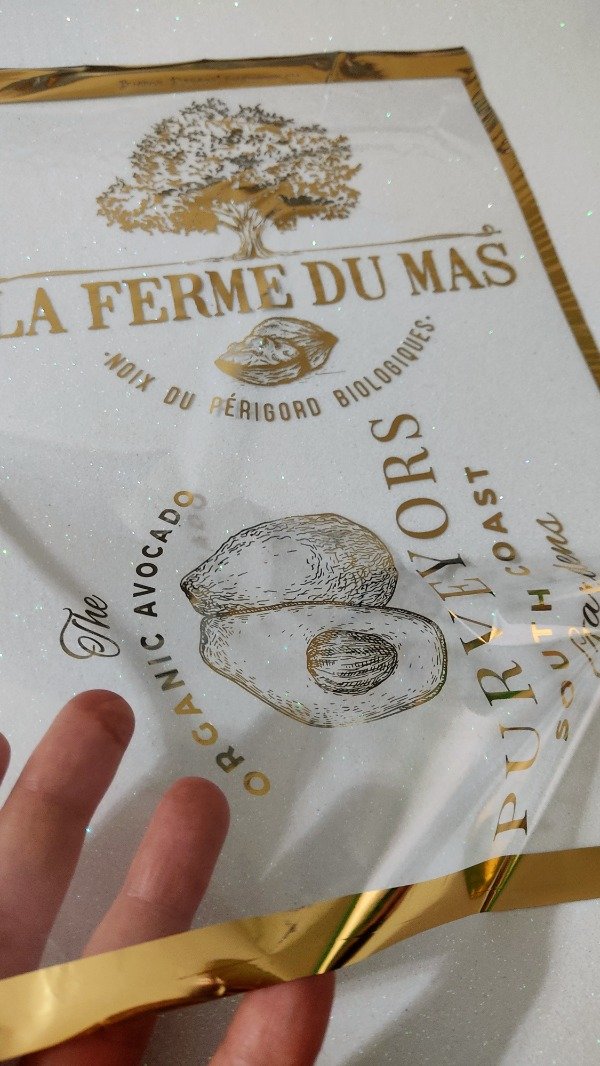 LA FERME DU MAS
·NOIX DU PÉRIGORD BIOLOGIQUES·
The
ORGANIC AVOCADO
PURVEYORS
SOUTH COAST